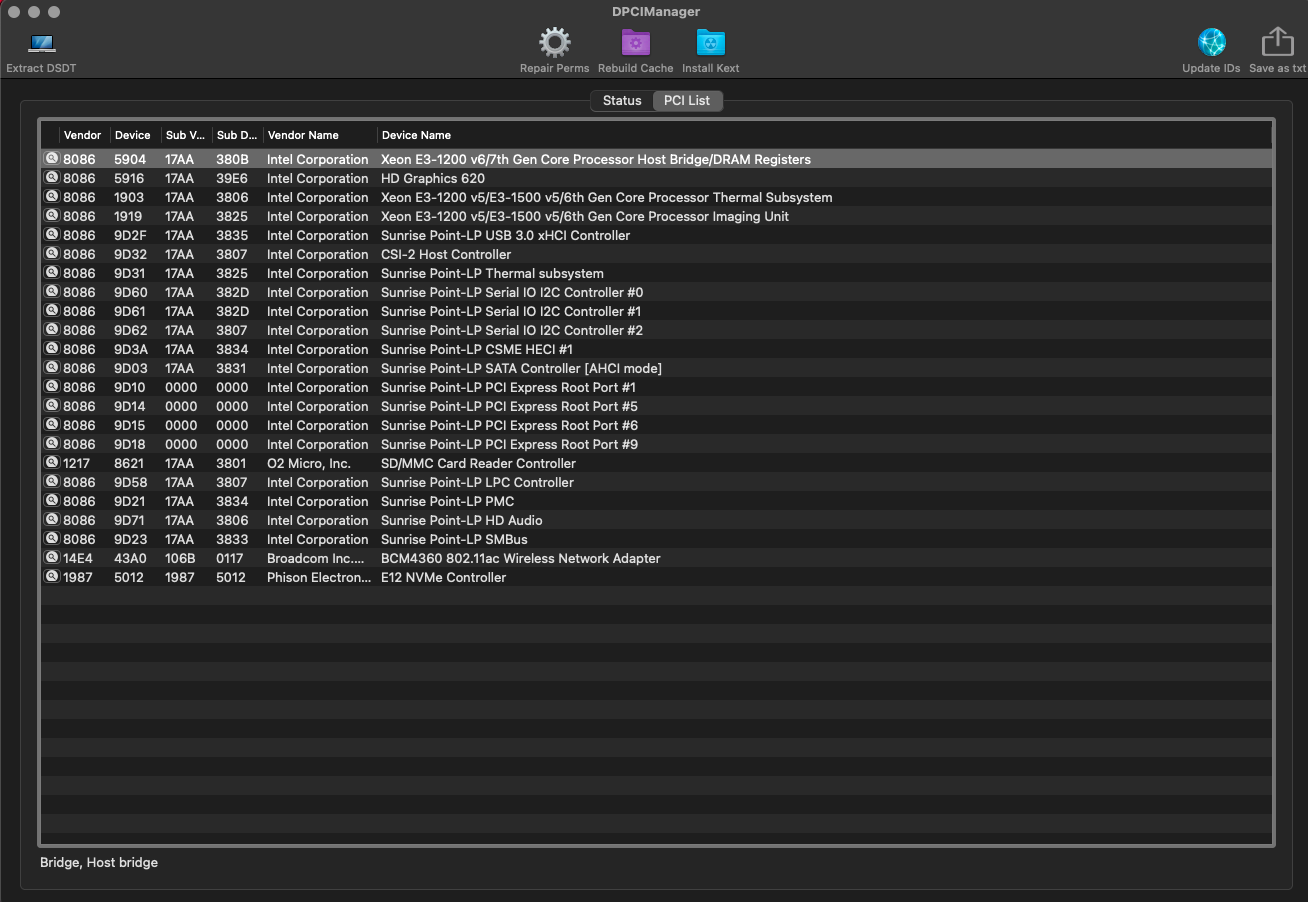 DPCIManager
Extract DSDT
Repair Perms
Rebuild Cache
Install Kext
Update IDs
Save as txt
Status
PCI List
Vendor Device Sub V... Sub D... Vendor Name Device Name
8086 5904 17AA 380B Intel Corporation Xeon E3-1200 v6/7th Gen Core Processor Host Bridge/DRAM Registers
8086 5916 17AA 39E6 Intel Corporation HD Graphics 620
8086 1903 17AA 3806 Intel Corporation Xeon E3-1200 v5/E3-1500 v5/6th Gen Core Processor Thermal Subsystem
8086 1919 17AA 3825 Intel Corporation Xeon E3-1200 v5/E3-1500 v5/6th Gen Core Processor Imaging Unit
8086 9D2F 17AA 3835 Intel Corporation Sunrise Point-LP USB 3.0 xHCI Controller
8086 9D32 17AA 3807 Intel Corporation CSI-2 Host Controller
8086 9D31 17AA 3825 Intel Corporation Sunrise Point-LP Thermal subsystem
8086 9D60 17AA 382D Intel Corporation Sunrise Point-LP Serial IO I2C Controller #0
8086 9D61 17AA 382D Intel Corporation Sunrise Point-LP Serial IO I2C Controller #1
8086 9D62 17AA 3807 Intel Corporation Sunrise Point-LP Serial IO I2C Controller #2
8086 9D3A 17AA 3834 Intel Corporation Sunrise Point-LP CSME HECI #1
8086 9D03 17AA 3831 Intel Corporation Sunrise Point-LP SATA Controller [AHCI mode]
8086 9D10 0000 0000 Intel Corporation Sunrise Point-LP PCI Express Root Port #1
8086 9D14 0000 0000 Intel Corporation Sunrise Point-LP PCI Express Root Port #5
8086 9D15 0000 0000 Intel Corporation Sunrise Point-LP PCI Express Root Port #6
8086 9D18 0000 0000 Intel Corporation Sunrise Point-LP PCI Express Root Port #9
1217 8621 17AA 3801 O2 Micro, Inc. SD/MMC Card Reader Controller
8086 9D58 17AA 3807 Intel Corporation Sunrise Point-LP LPC Controller
8086 9D21 17AA 3834 Intel Corporation Sunrise Point-LP PMC
8086 9D71 17AA 3806 Intel Corporation Sunrise Point-LP HD Audio
8086 9D23 17AA 3833 Intel Corporation Sunrise Point-LP SMBus
14E4 43A0 106B 0117 Broadcom Inc.... BCM4360 802.11ac Wireless Network Adapter
1987 5012 1987 5012 Phison Electron... E12 NVMe Controller
Bridge, Host bridge